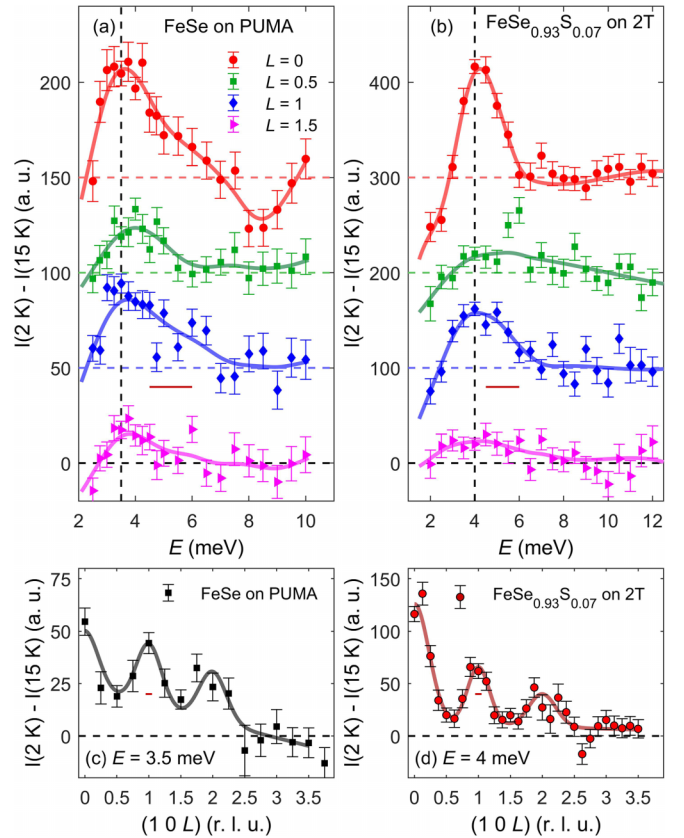 (a) FeSe on PUMA
L = 0
L = 0.5
L = 1
L = 1.5
200
150
100
50
0
I(2 K) - I(15 K) (a. u.)
2 4 6 8 10
E (meV)
(b) FeSe0.93S0.07 on 2T
400
300
200
100
0
I(2 K) - I(15 K) (a. u.)
2 4 6 8 10 12
E (meV)
FeSe on PUMA
75
50
25
0
I(2 K) - I(15 K) (a. u.)
(c) E = 3.5 meV
0 0.5 1 1.5 2 2.5 3 3.5
(1 0 L) (r. l. u.)
FeSe0.93S0.07 on 2T
150
100
50
0
I(2 K) - I(15 K) (a. u.)
(d) E = 4 meV
0 0.5 1 1.5 2 2.5 3 3.5
(1 0 L) (r. l. u.)